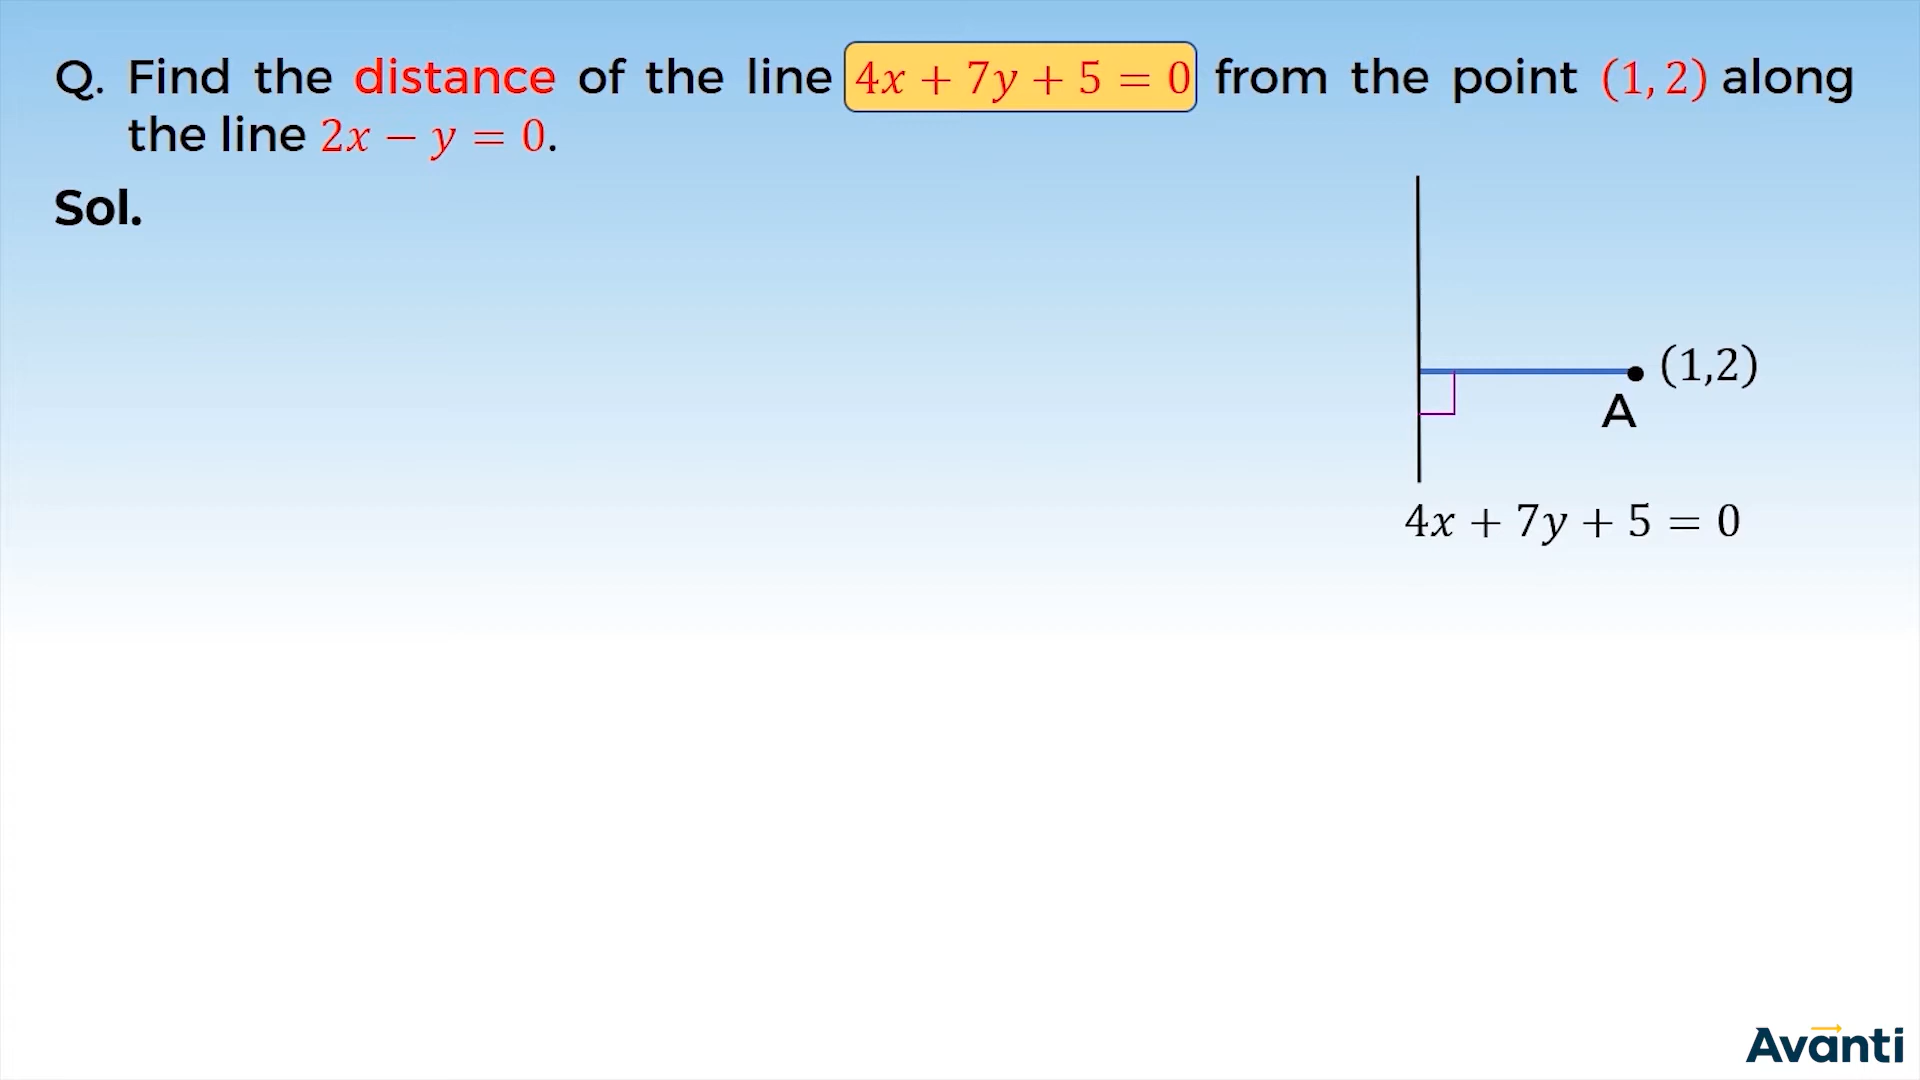 Q. Find the distance of the line 4x + 7y + 5 = 0 from the point (1, 2) along
the line 2x − y = 0.
Sol.
(1,2)
A
4x + 7y + 5 = 0
Avanti